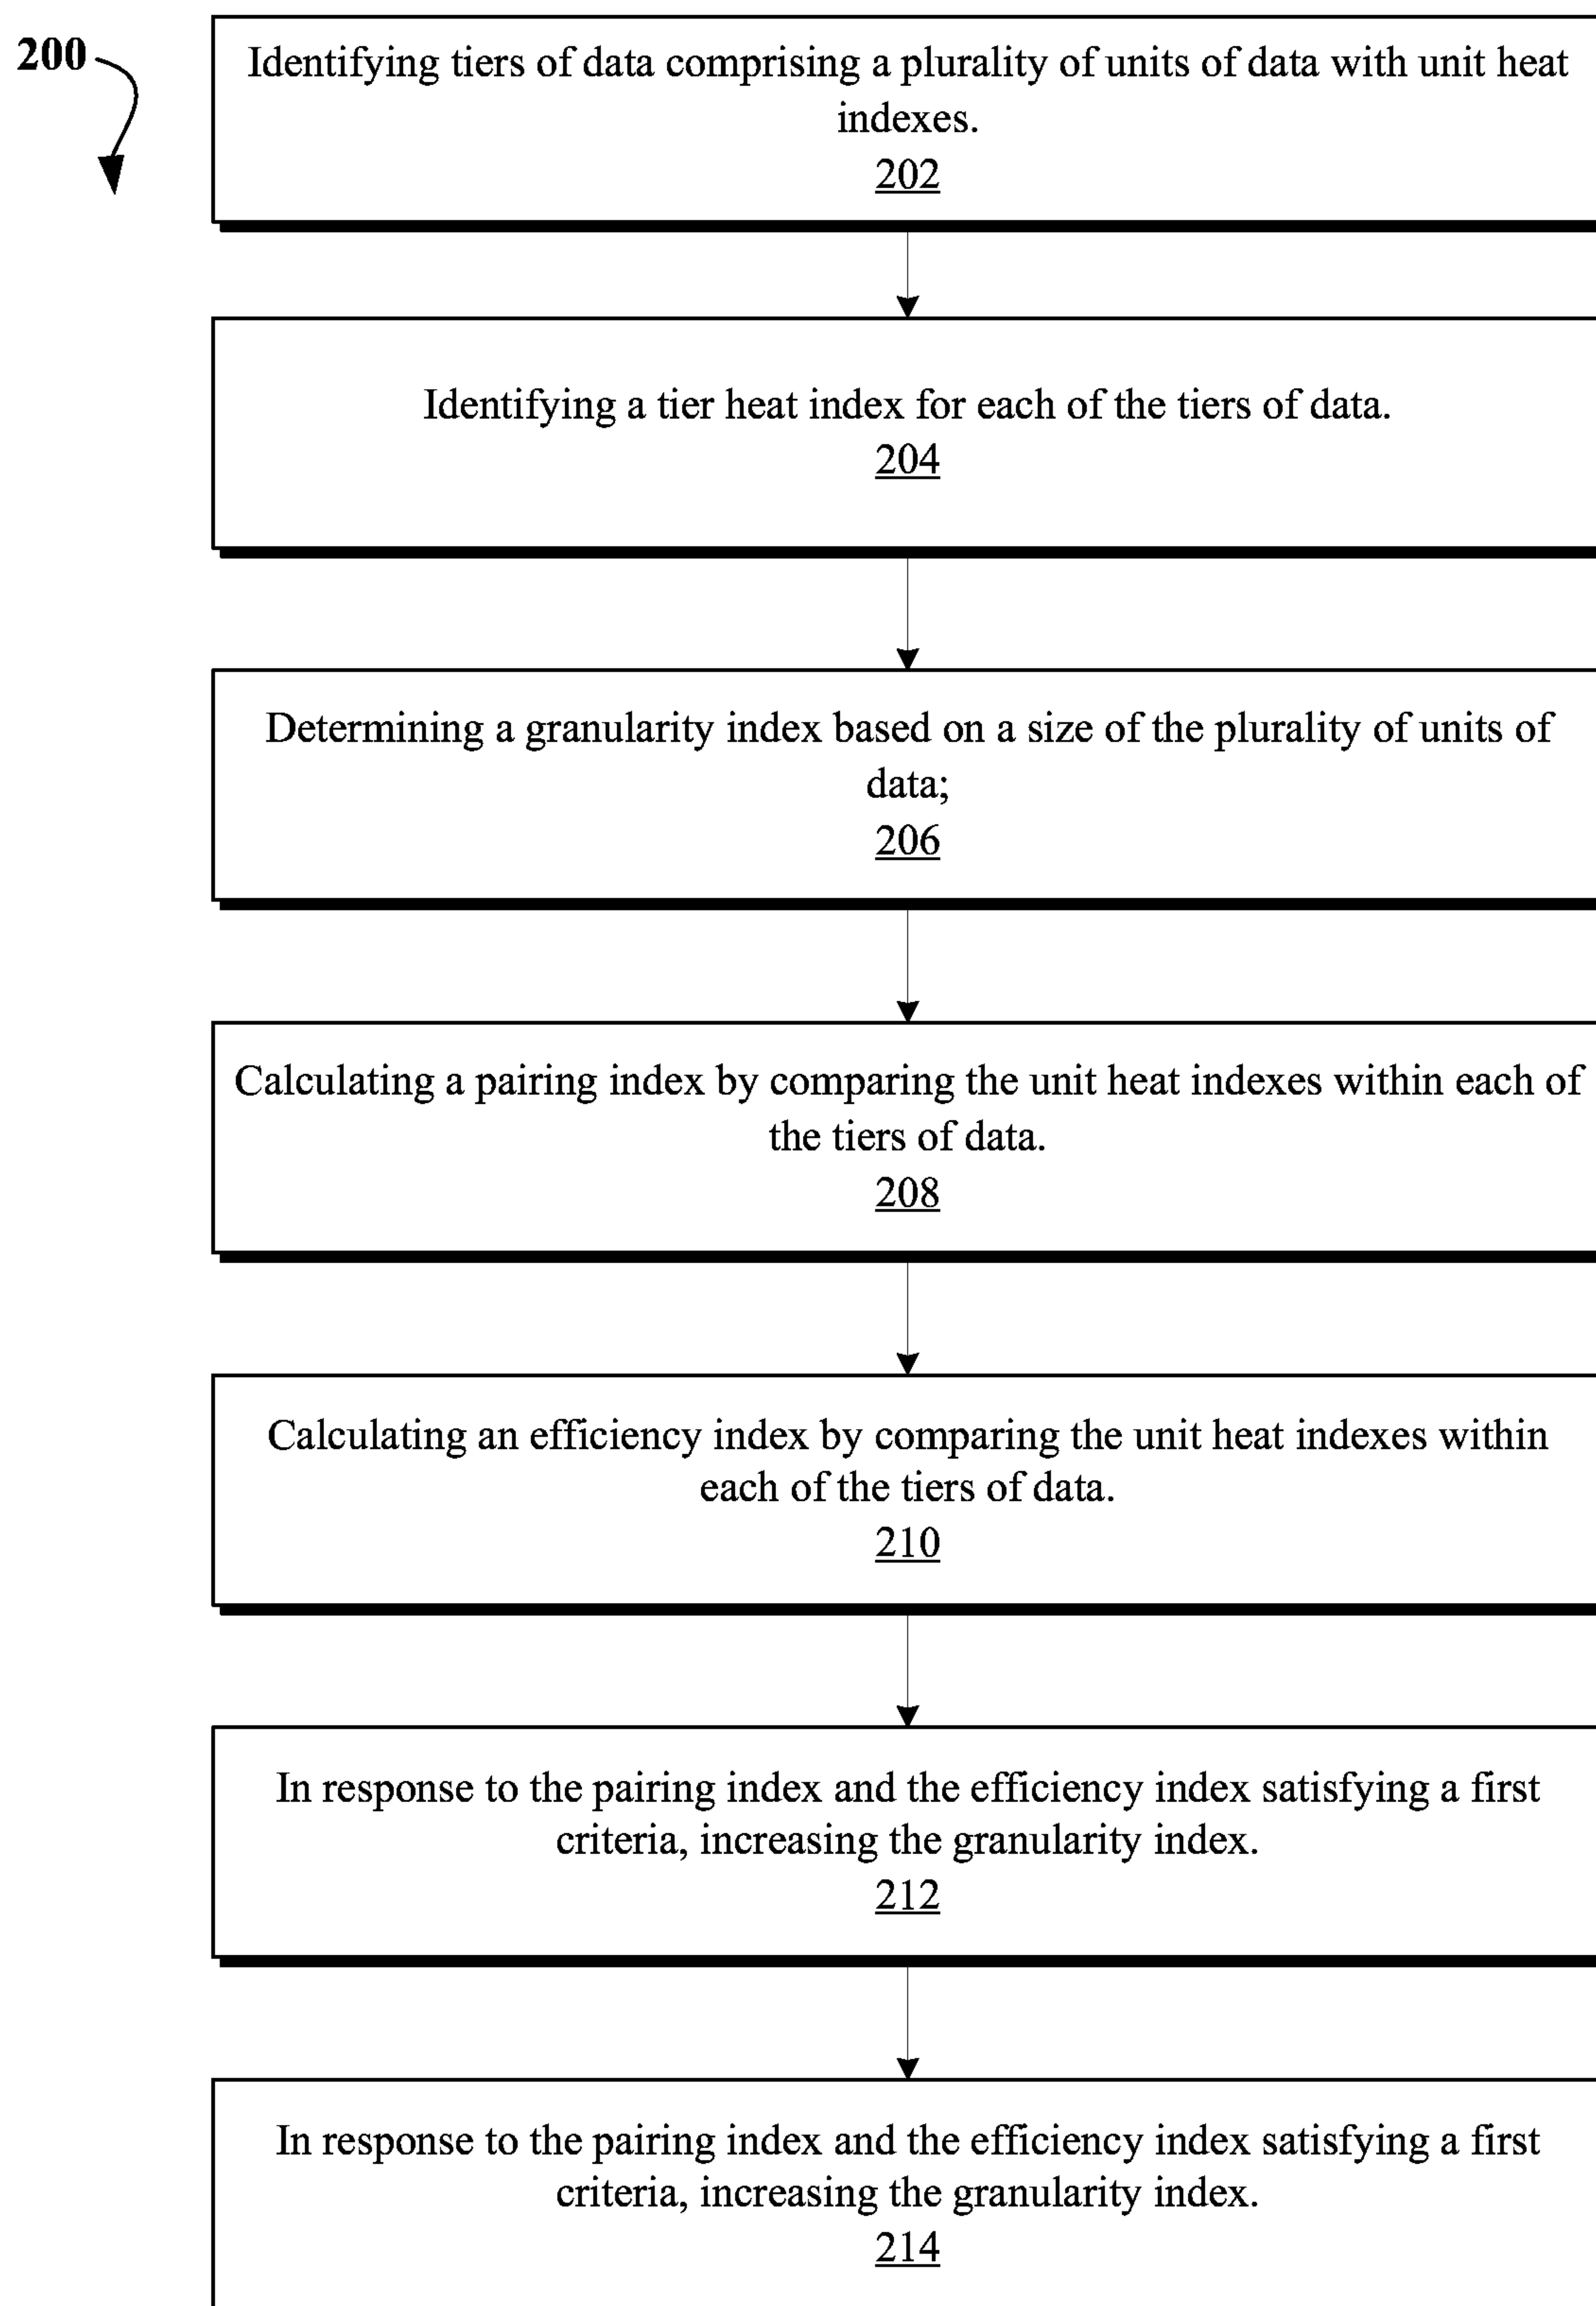 200
Identifying tiers of data comprising a plurality of units of data with unit heat
indexes.
202
Identifying a tier heat index for each of the tiers of data.
204
Determining a granularity index based on a size of the plurality of units of
data;
206
Calculating a pairing index by comparing the unit heat indexes within each of
the tiers of data.
208
Calculating an efficiency index by comparing the unit heat indexes within
each of the tiers of data.
210
In response to the pairing index and the efficiency index satisfying a first
criteria, increasing the granularity index.
212
In response to the pairing index and the efficiency index satisfying a first
criteria, increasing the granularity index.
214